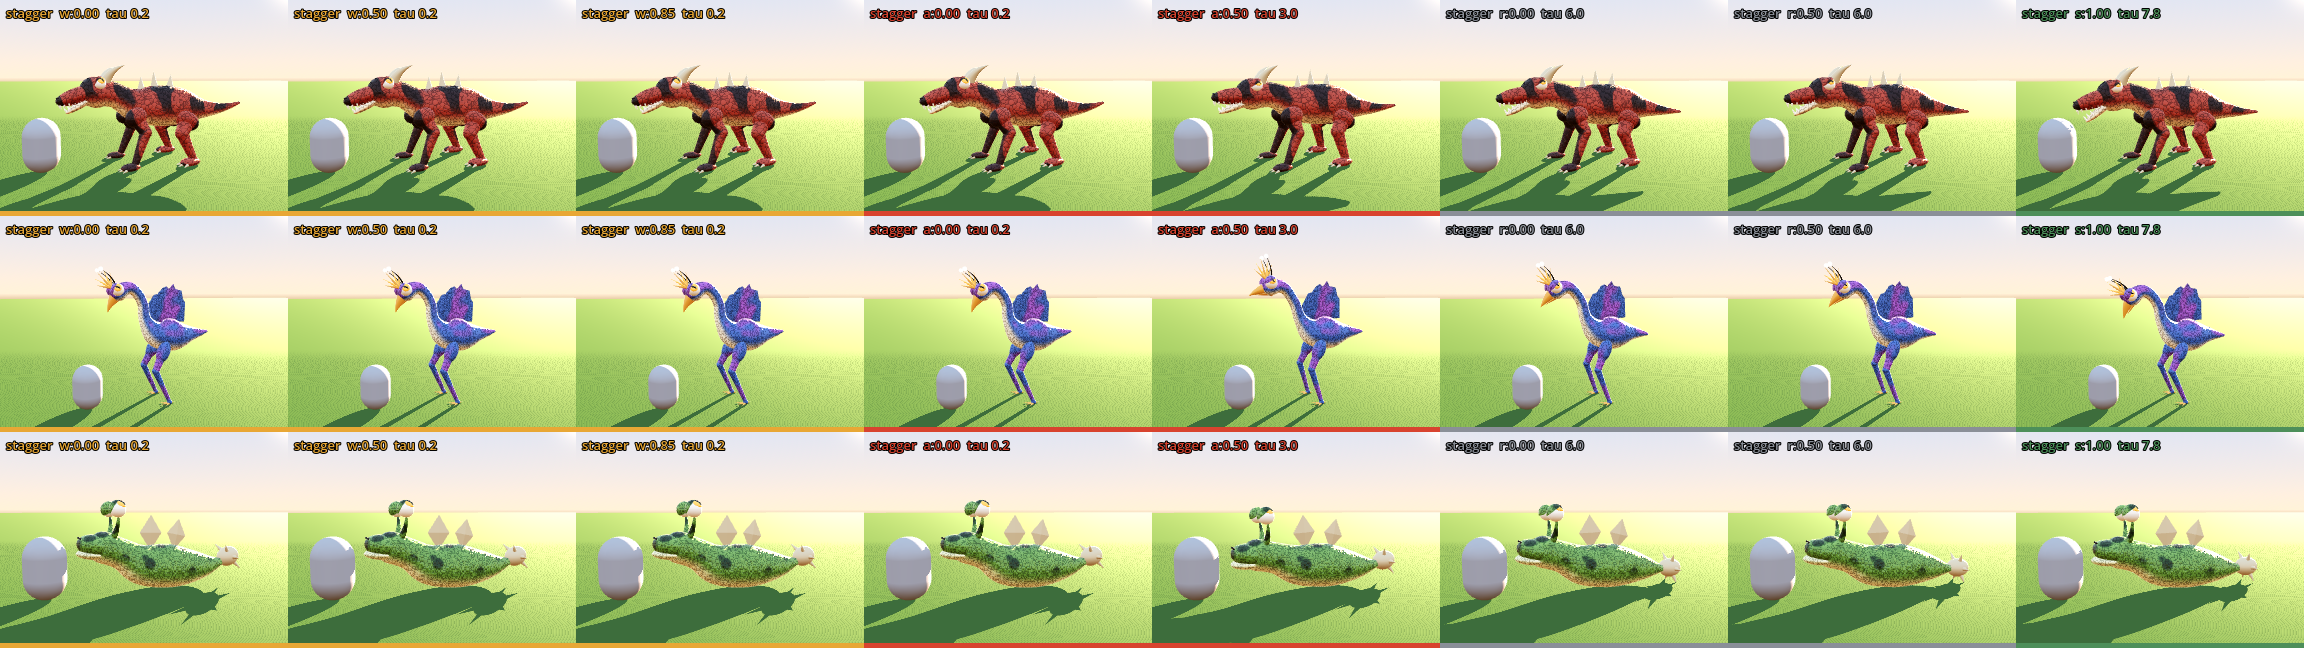 stagger w:0.00 tau 0.2
stagger w:0.50 tau 0.2
stagger w:0.85 tau 0.2
stagger a:0.00 tau 0.2
stagger a:0.50 tau 3.0
stagger r:0.00 tau 6.0
stagger r:0.50 tau 6.0
stagger s:1.00 tau 7.8
stagger w:0.00 tau 0.2
stagger w:0.50 tau 0.2
stagger w:0.85 tau 0.2
stagger a:0.00 tau 0.2
stagger a:0.50 tau 3.0
stagger r:0.00 tau 6.0
stagger r:0.50 tau 6.0
stagger s:1.00 tau 7.8
stagger w:0.00 tau 0.2
stagger w:0.50 tau 0.2
stagger w:0.85 tau 0.2
stagger a:0.00 tau 0.2
stagger a:0.50 tau 3.0
stagger r:0.00 tau 6.0
stagger r:0.50 tau 6.0
stagger s:1.00 tau 7.8